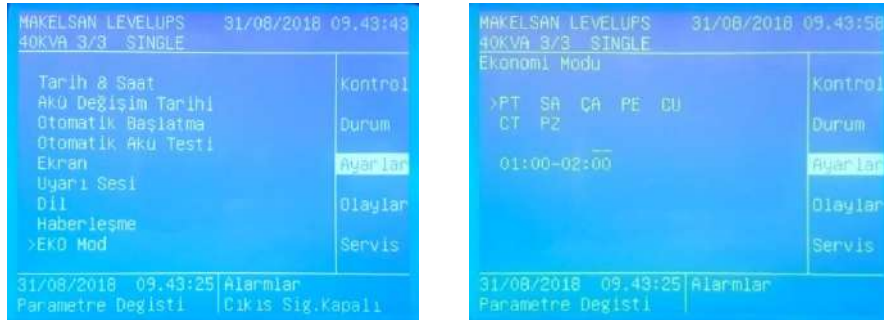 MAKELSAN LEVELUPS 31/08/2018 09.43:43
40KVA 3/3 SINGLE
Tarih & Saat
Akü Değişim Tarihi
Otomatik Başlatma
Otomatik Akü Testi
Ekran
Uyarı Sesi
Dil
Haberleşme
>EKO Mod
Kontrol
Durum
Ayarlar
Olaylar
Servis
31/08/2018 09.43:25
Parametre Degisti
Alarmlar
Cıkıs Sig.Kapalı
MAKELSAN LEVELUPS 31/08/2018 09.43:58
40KVA 3/3 SINGLE
Ekonomi Modu
>PT SA ÇA PE CU
CT PZ
01:00-02:00
Kontrol
Durum
Ayarlar
Olaylar
Servis
31/08/2018 09.43:25
Parametre Degisti
Alarmlar